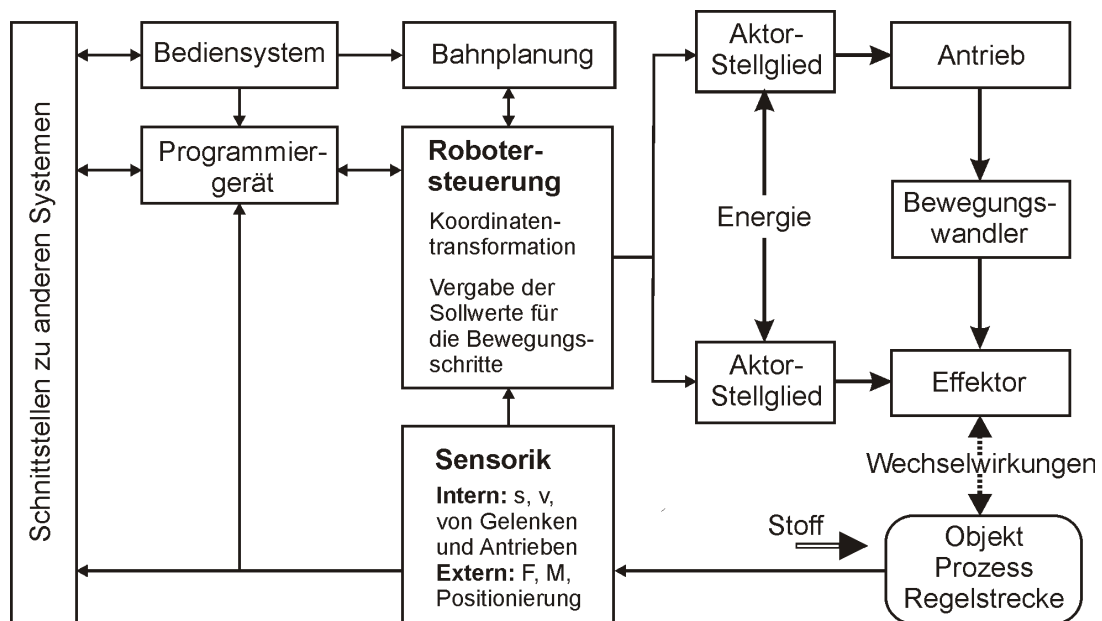 Schnittstellen zu anderen Systemen
Bediensystem
Bahnplanung
Aktor-
Stellglied
Antrieb
Programmier-
gerät
Roboter-
steuerung
Koordinaten-
transformation
Vergabe der
Sollwerte für
die Bewegungs-
schritte
Energie
Bewegungs-
wandler
Aktor-
Stellglied
Effektor
Wechselwirkungen
Sensorik
Intern: s, v,
von Gelenken
und Antrieben
Extern: F, M,
Positionierung
Stoff
Objekt
Prozess
Regelstrecke